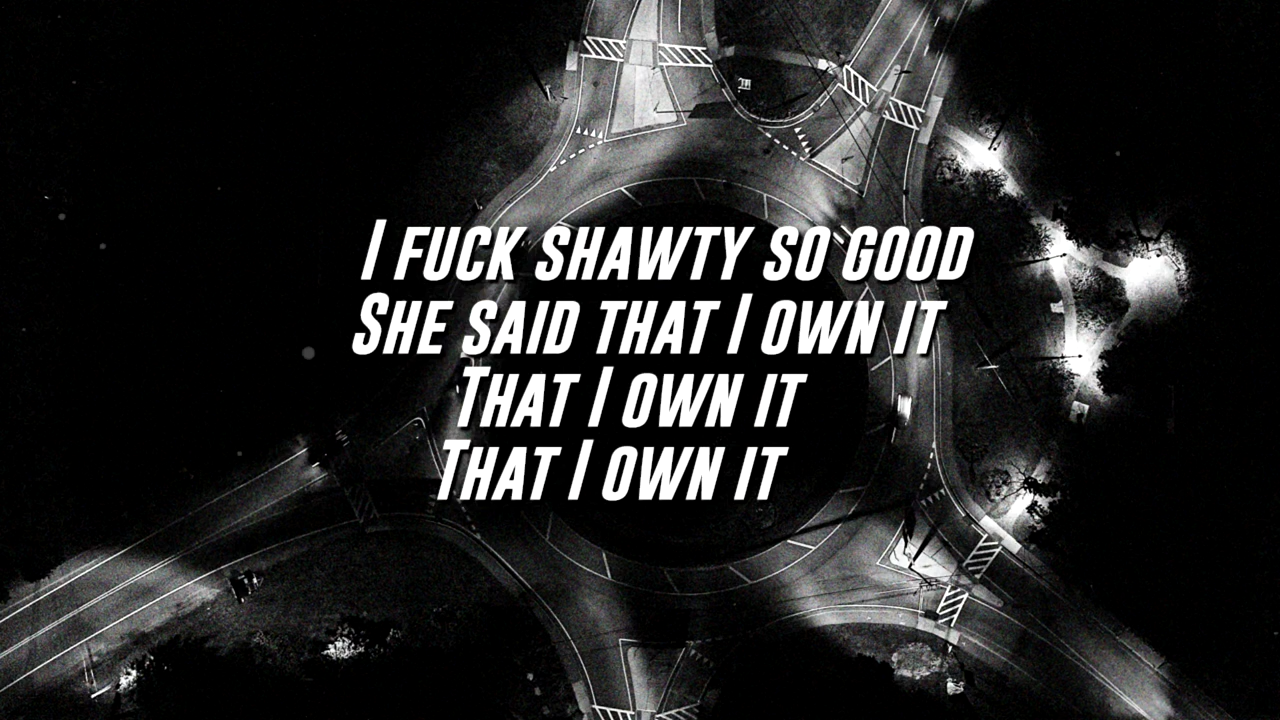 I FUCK SHAWTY SO GOOD
SHE SAID THAT I OWN IT
THAT I OWN IT
THAT I OWN IT